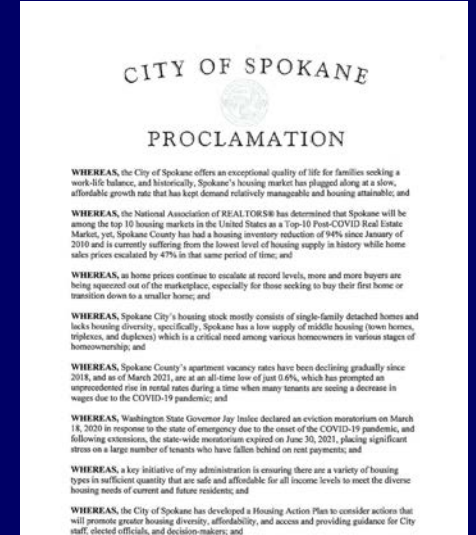 CITY OF SPOKANE
PROCLAMATION
WHEREAS, the City of Spokane offers an exceptional quality of life for families seeking a
work-life balance, and historically, Spokane's housing market has plugged along at a slow,
affordable growth rate that has kept demand relatively manageable and housing attainable; and
WHEREAS, the National Association of REALTORS® has determined that Spokane will be
among the top 10 housing markets in the United States as a Top-10 Post-COVID Real Estate
Market, yet, Spokane County has had a housing inventory reduction of 94% since January of
2010 and is currently suffering from the lowest level of housing supply in history while home
sales prices escalated by 47% in that same period of time; and
WHEREAS, as home prices continue to escalate at record levels, more and more buyers are
being squeezed out of the marketplace, especially for those seeking to buy their first home or
transition down to a smaller home; and
WHEREAS, Spokane City's housing stock mostly consists of single-family detached homes and
lacks housing diversity, specifically, Spokane has a low supply of middle housing (town homes,
triplexes, and duplexes) which is a critical need among various homeowners in various stages of
homeownership; and
WHEREAS, Spokane County's apartment vacancy rates have been declining gradually since
2018, and as of March 2021, are at an all-time low of just 0.6%, which has prompted an
unprecedented rise in rental rates during a time when many tenants are seeing a decrease in
wages due to the COVID-19 pandemic; and
WHEREAS, Washington State Governor Jay Inslee declared an eviction moratorium on March
18, 2020 in response to the state of emergency due to the onset of the COVID-19 pandemic, and
following extensions, the state-wide moratorium expired on June 30, 2021, placing significant
stress on a large number of tenants who have fallen behind on rent payments; and
WHEREAS, a key initiative of my administration is ensuring there are a variety of housing
types in sufficient quantity that are safe and affordable for all income levels to meet the diverse
housing needs of current and future residents; and
WHEREAS, the City of Spokane has developed a Housing Action Plan to consider actions that
will promote greater housing diversity, affordability, and access and providing guidance for City
staff, elected officials, and decision-makers; and